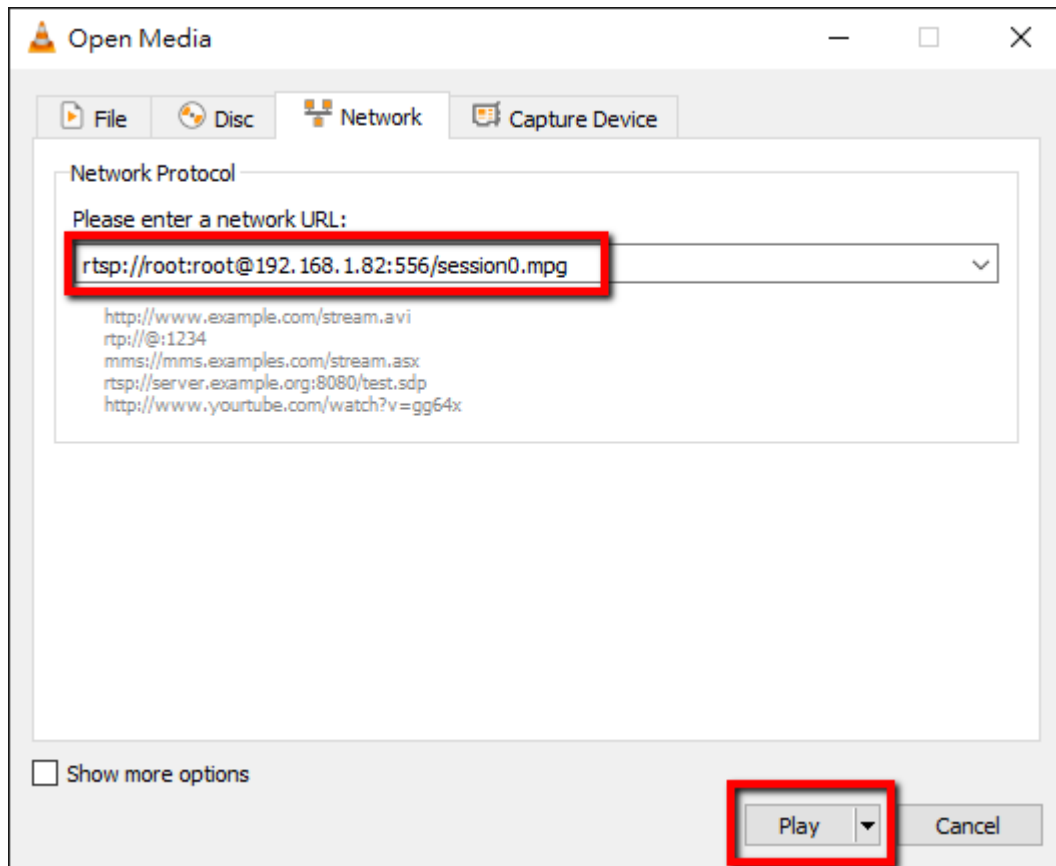 Open Media
File Disc Network Capture Device
Network Protocol
Please enter a network URL:
rtsp://root:root@192.168.1.82:556/session0.mpg
http://www.example.com/stream.avi
rtp://@:1234
mms://mms.examples.com/stream.asx
rtsp://server.example.org:8080/test.sdp
http://www.yourtube.com/watch?v=gg64x
Show more options
Play Cancel